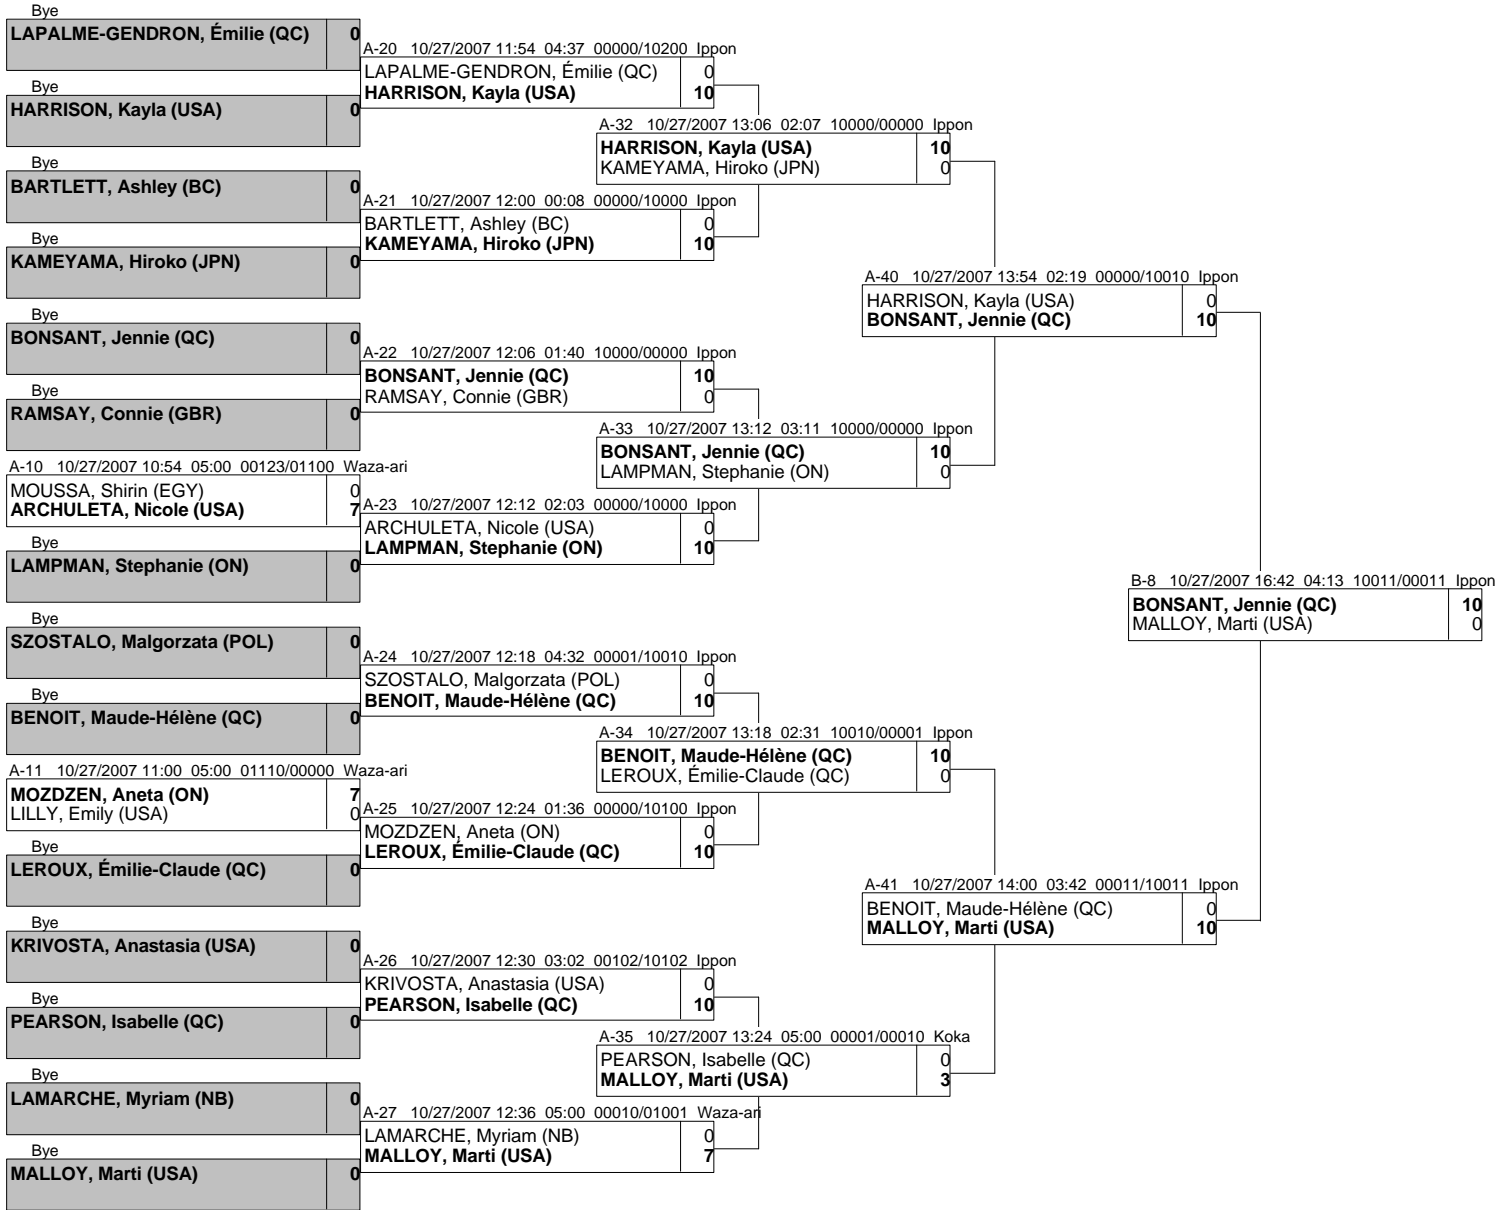 Bye
LAPALME-GENDRON, Émilie (QC) 0
Bye
HARRISON, Kayla (USA) 0
Bye
BARTLETT, Ashley (BC) 0
Bye
KAMEYAMA, Hiroko (JPN) 0
Bye
BONSANT, Jennie (QC) 0
Bye
RAMSAY, Connie (GBR) 0
A-10 10/27/2007 10:54 05:00 00123/01100 Waza-ari
MOUSSA, Shirin (EGY) 0
ARCHULETA, Nicole (USA) 7
Bye
LAMPMAN, Stephanie (ON) 0
Bye
SZOSTALO, Malgorzata (POL) 0
Bye
BENOIT, Maude-Hélène (QC) 0
A-11 10/27/2007 11:00 05:00 01110/00000 Waza-ari
MOZDZEN, Aneta (ON) 7
LILLY, Emily (USA) 0
Bye
LEROUX, Émilie-Claude (QC) 0
Bye
KRIVOSTA, Anastasia (USA) 0
Bye
PEARSON, Isabelle (QC) 0
Bye
LAMARCHE, Myriam (NB) 0
Bye
MALLOY, Marti (USA) 0
A-20 10/27/2007 11:54 04:37 00000/10200 Ippon
LAPALME-GENDRON, Émilie (QC) 0
HARRISON, Kayla (USA) 10
A-21 10/27/2007 12:00 00:08 00000/10000 Ippon
BARTLETT, Ashley (BC) 0
KAMEYAMA, Hiroko (JPN) 10
A-22 10/27/2007 12:06 01:40 10000/00000 Ippon
BONSANT, Jennie (QC) 10
RAMSAY, Connie (GBR) 0
A-23 10/27/2007 12:12 02:03 00000/10000 Ippon
ARCHULETA, Nicole (USA) 0
LAMPMAN, Stephanie (ON) 10
A-24 10/27/2007 12:18 04:32 00001/10010 Ippon
SZOSTALO, Malgorzata (POL) 0
BENOIT, Maude-Hélène (QC) 10
A-25 10/27/2007 12:24 01:36 00000/10100 Ippon
MOZDZEN, Aneta (ON) 0
LEROUX, Émilie-Claude (QC) 10
A-26 10/27/2007 12:30 03:02 00102/10102 Ippon
KRIVOSTA, Anastasia (USA) 0
PEARSON, Isabelle (QC) 10
A-27 10/27/2007 12:36 05:00 00010/01001 Waza-ari
LAMARCHE, Myriam (NB) 0
MALLOY, Marti (USA) 7
A-32 10/27/2007 13:06 02:07 10000/00000 Ippon
HARRISON, Kayla (USA) 10
KAMEYAMA, Hiroko (JPN) 0
A-33 10/27/2007 13:12 03:11 10000/00000 Ippon
BONSANT, Jennie (QC) 10
LAMPMAN, Stephanie (ON) 0
A-34 10/27/2007 13:18 02:31 10010/00001 Ippon
BENOIT, Maude-Hélène (QC) 10
LEROUX, Émilie-Claude (QC) 0
A-35 10/27/2007 13:24 05:00 00001/00010 Koka
PEARSON, Isabelle (QC) 0
MALLOY, Marti (USA) 3
A-40 10/27/2007 13:54 02:19 00000/10010 Ippon
HARRISON, Kayla (USA) 0
BONSANT, Jennie (QC) 10
A-41 10/27/2007 14:00 03:42 00011/10011 Ippon
BENOIT, Maude-Hélène (QC) 0
MALLOY, Marti (USA) 10
B-8 10/27/2007 16:42 04:13 10011/00011 Ippon
BONSANT, Jennie (QC) 10
MALLOY, Marti (USA) 0